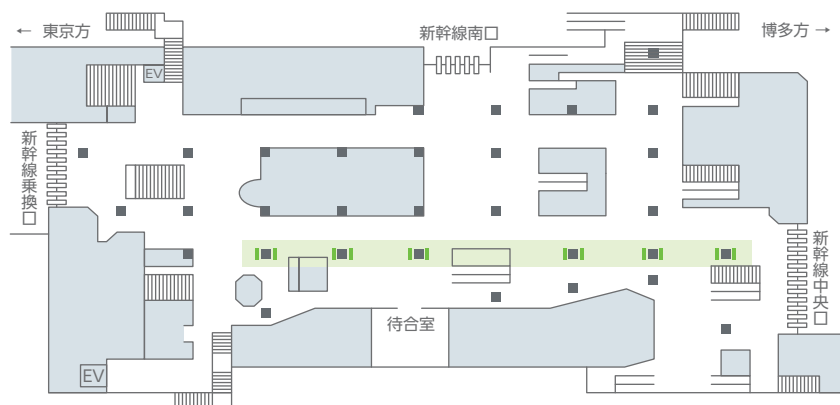 ← 東京方
新幹線南口
博多方 →
EV
新幹線乗換口
新幹線中央口
待合室
EV